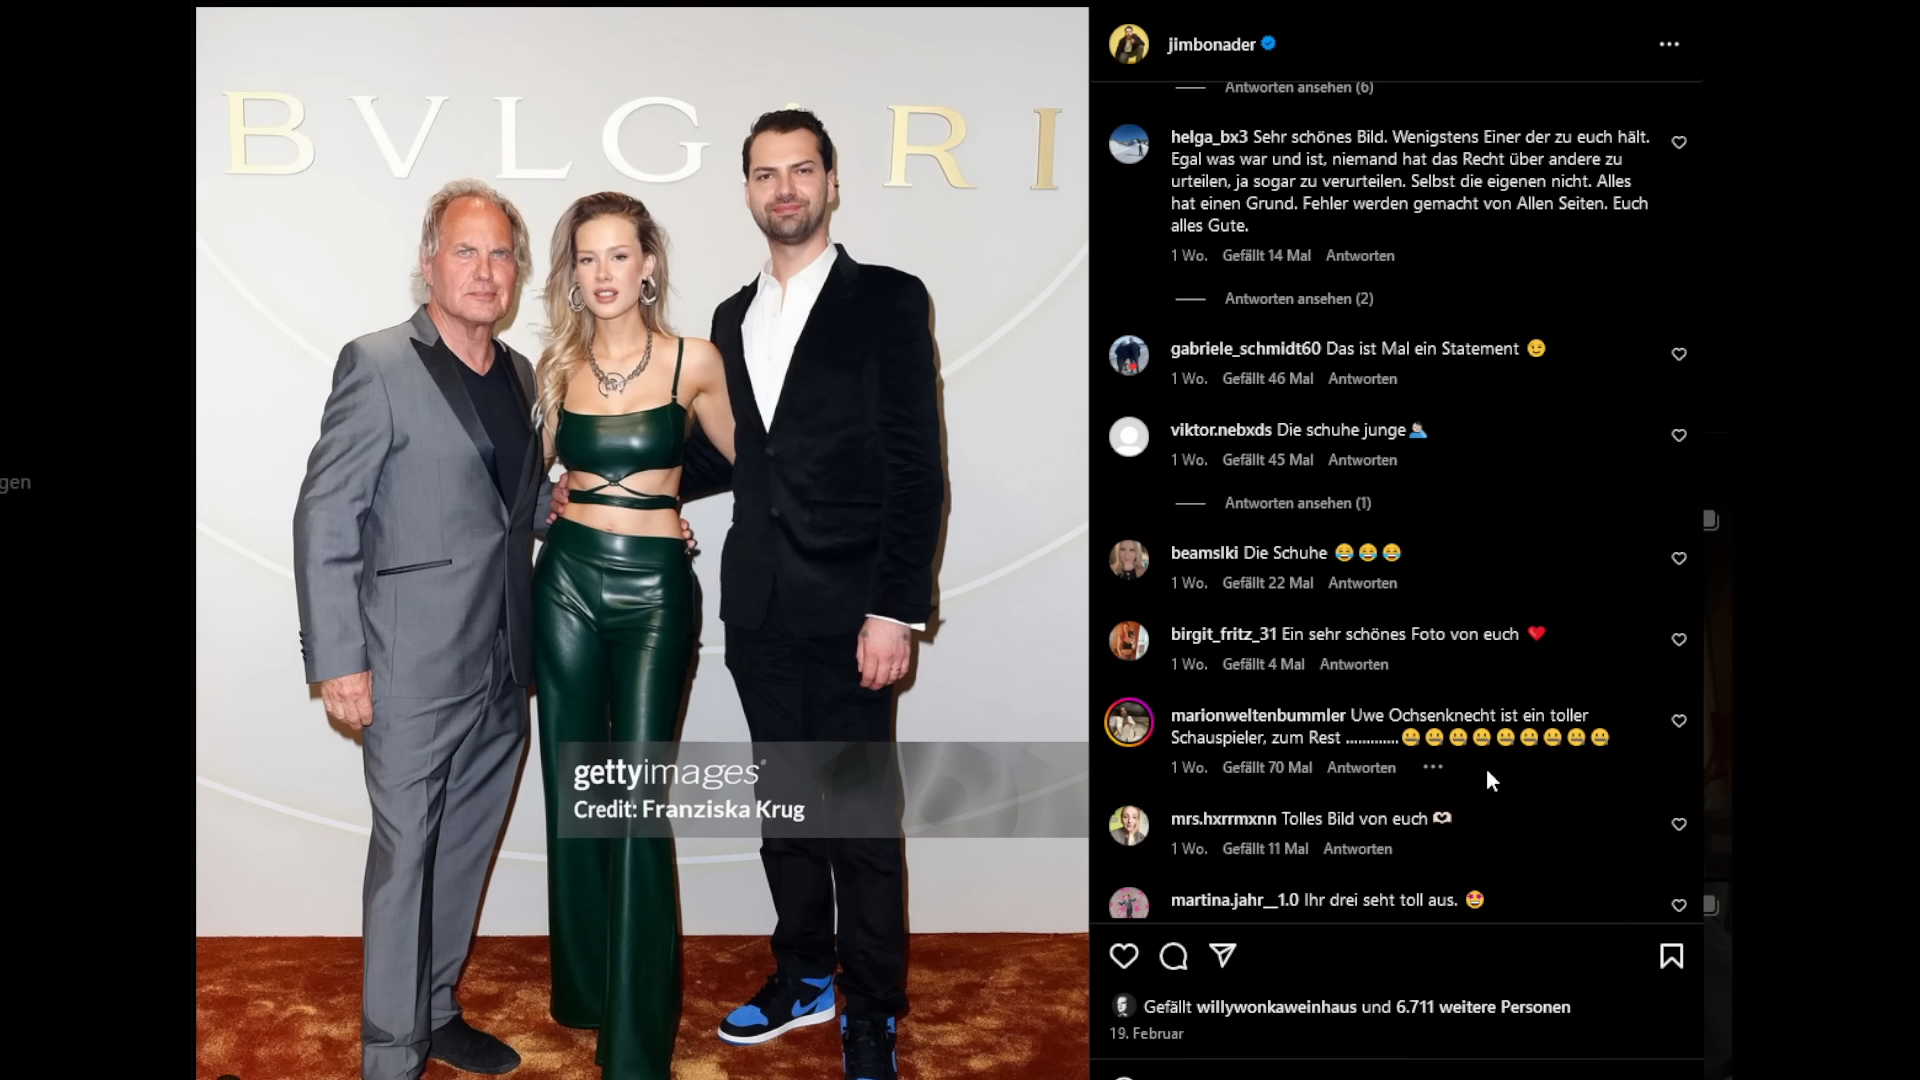 BVLGARI
gettyimages®
Credit: Franziska Krug
gen
jimbonader
Antworten ansehen (6)
helga_bx3 Sehr schönes Bild. Wenigstens Einer der zu euch hält.
Egal was war und ist, niemand hat das Recht über andere zu
urteilen, ja sogar zu verurteilen. Selbst die eigenen nicht. Alles
hat einen Grund. Fehler werden gemacht von Allen Seiten. Euch
alles Gute.
1 Wo. Gefällt 14 Mal Antworten
Antworten ansehen (2)
gabriele_schmidt60 Das ist Mal ein Statement 😉
1 Wo. Gefällt 46 Mal Antworten
viktor.nebxds Die schuhe junge🤦🏻‍♂️
1 Wo. Gefällt 45 Mal Antworten
Antworten ansehen (1)
beamslki Die Schuhe 😂😂😂
1 Wo. Gefällt 22 Mal Antworten
birgit_fritz_31 Ein sehr schönes Foto von euch ❤️
1 Wo. Gefällt 4 Mal Antworten
marionweltenbummler Uwe Ochsenknecht ist ein toller
Schauspieler, zum Rest .............🤐🤐🤐🤐🤐🤐🤐🤐🤐
1 Wo. Gefällt 70 Mal Antworten
mrs.hxrrmxnn Tolles Bild von euch 🫶🏻
1 Wo. Gefällt 11 Mal Antworten
martina.jahr__1.0 Ihr drei seht toll aus. 🤩
Gefällt willywonkaweinhaus und 6.711 weitere Personen
19. Februar